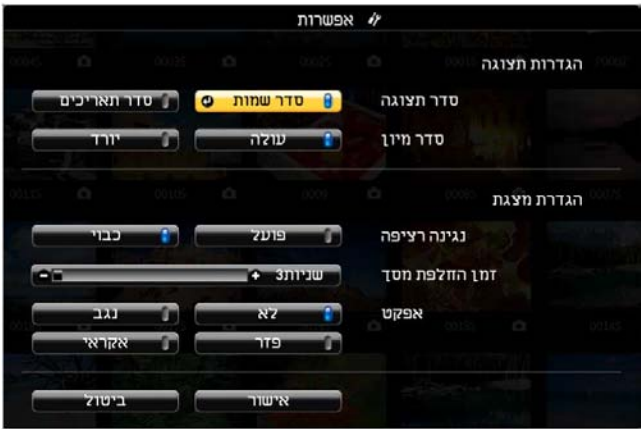 אפשרות
הגדרות תצוגה
סדר תצוגה סדר שמות סדר תאריכים
סדר מיון עולה יורד
הגדרת מצגת
נגינה רציפה פועל כבוי
זמן החלפת מסך שניות3 + -
אפקט לא נגב
פזר אקראי
אישור ביטול